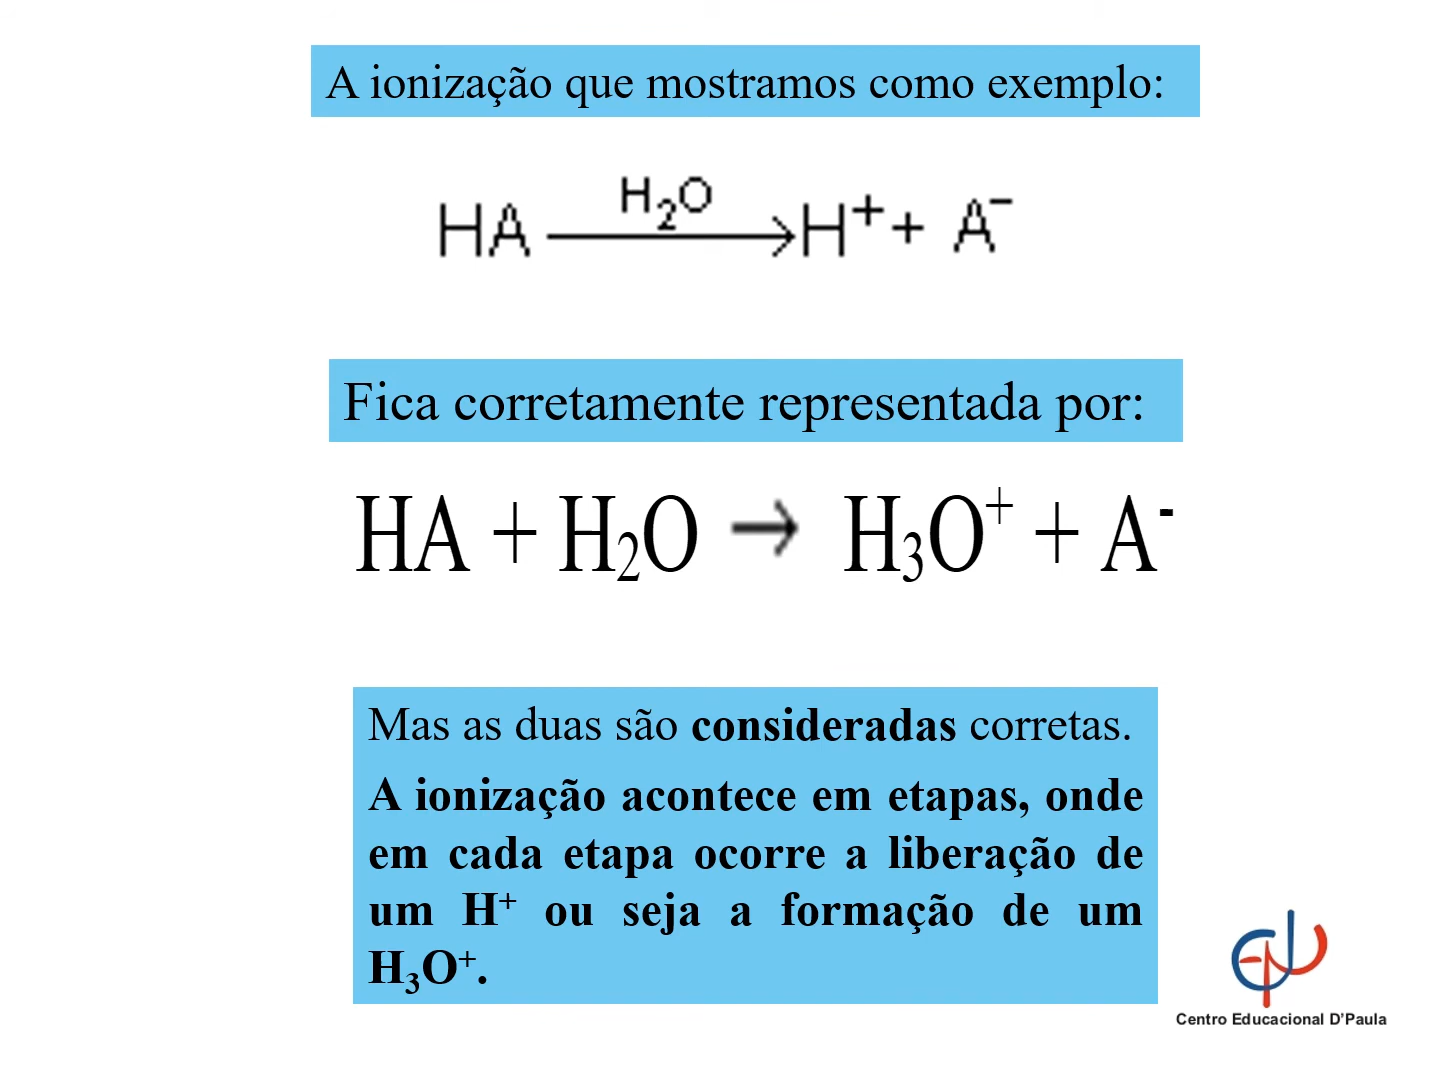 A ionização que mostramos como exemplo:
H₂O
HA ⟶ H⁺ + A⁻
Fica corretamente representada por:
HA + H₂O → H₃O⁺ + A⁻
Mas as duas são consideradas corretas.
A ionização acontece em etapas, onde
em cada etapa ocorre a liberação de
um H⁺ ou seja a formação de um
H₃O⁺.
Centro Educacional D'Paula